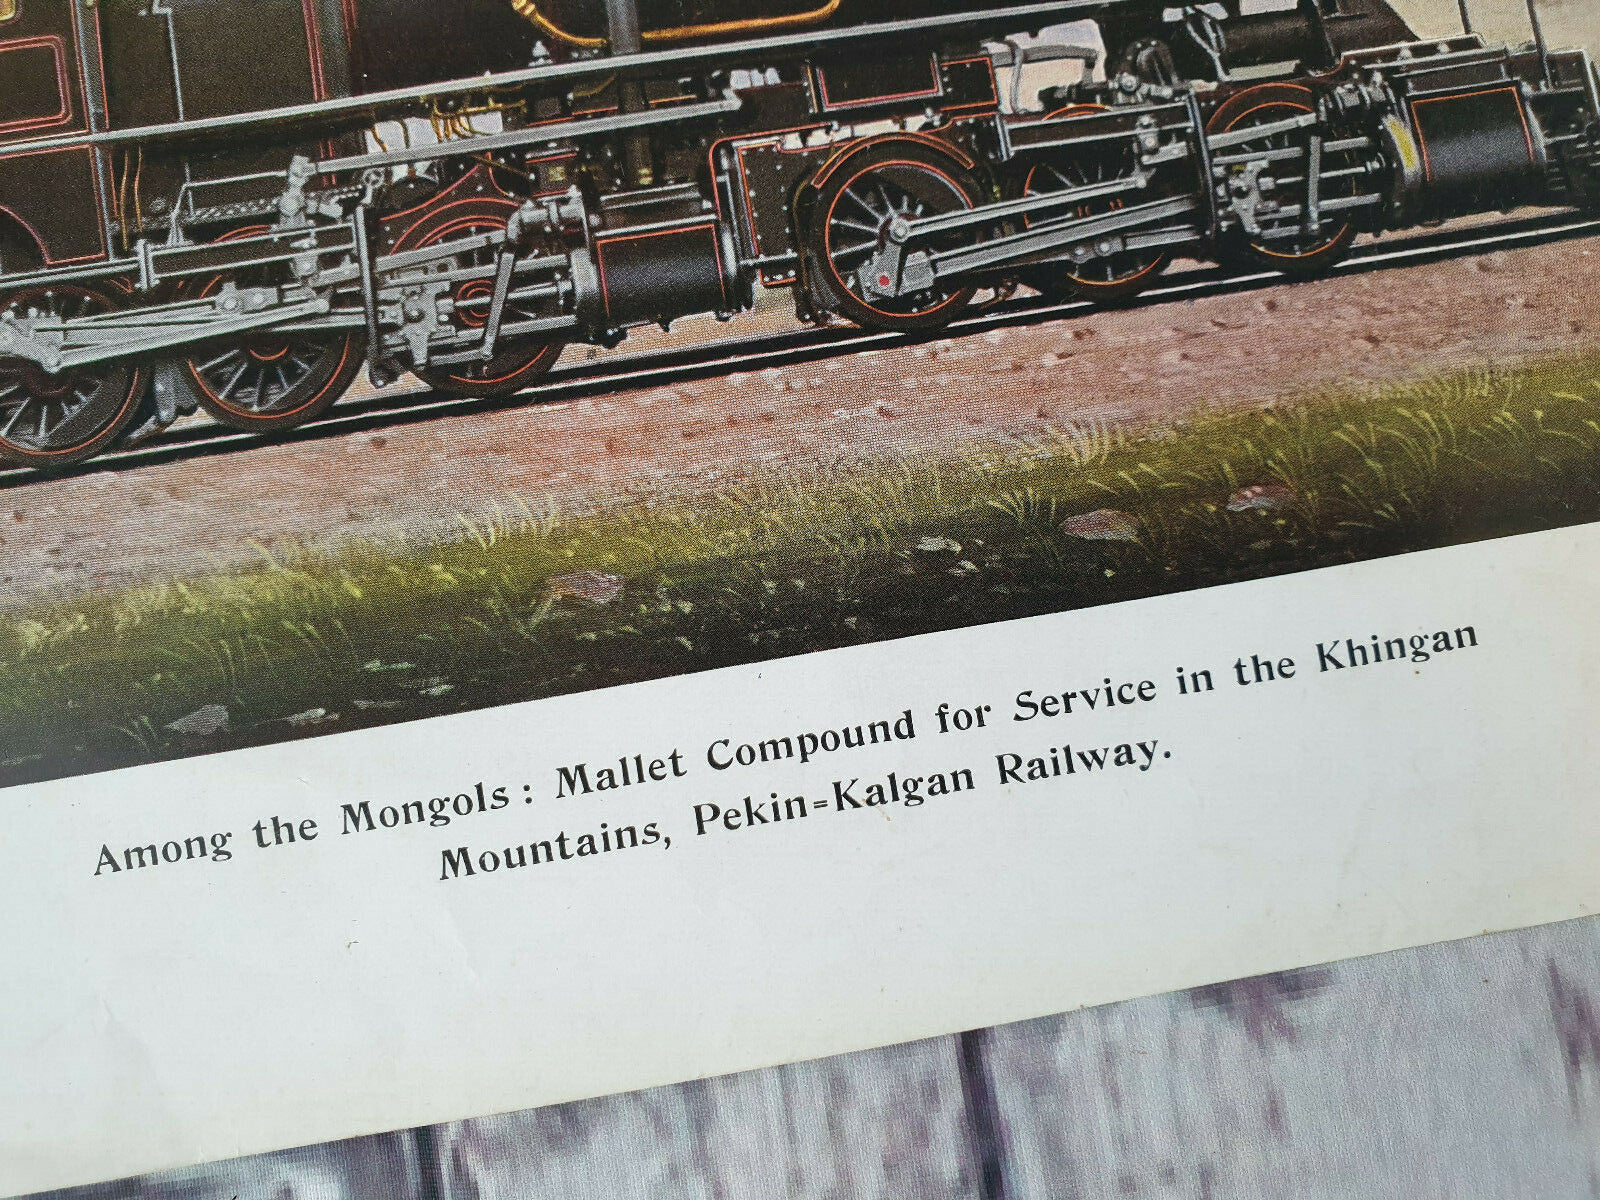 Among the Mongols: Mallet Compound for Service in the Khingan
Mountains, Pekin-Kalgan Railway.